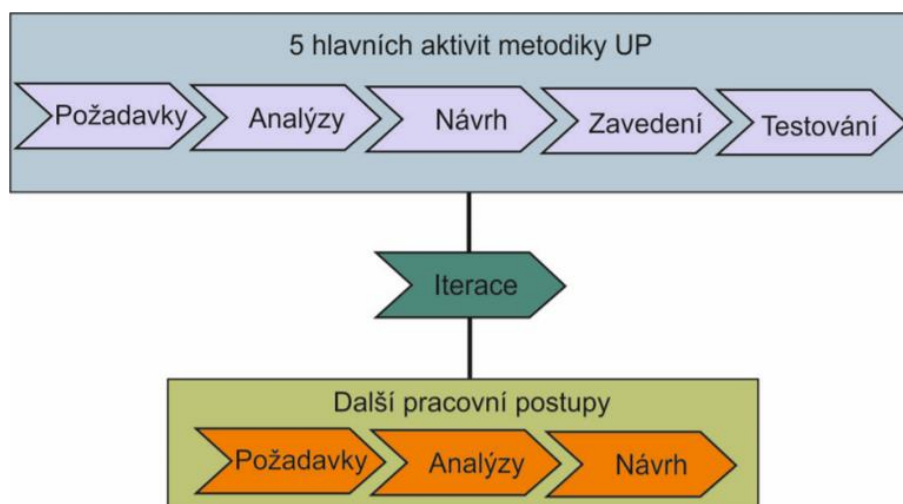 5 hlavních aktivit metodiky UP
Požadavky
Analýzy
Návrh
Zavedení
Testování
Iterace
Další pracovní postupy
Požadavky
Analýzy
Návrh